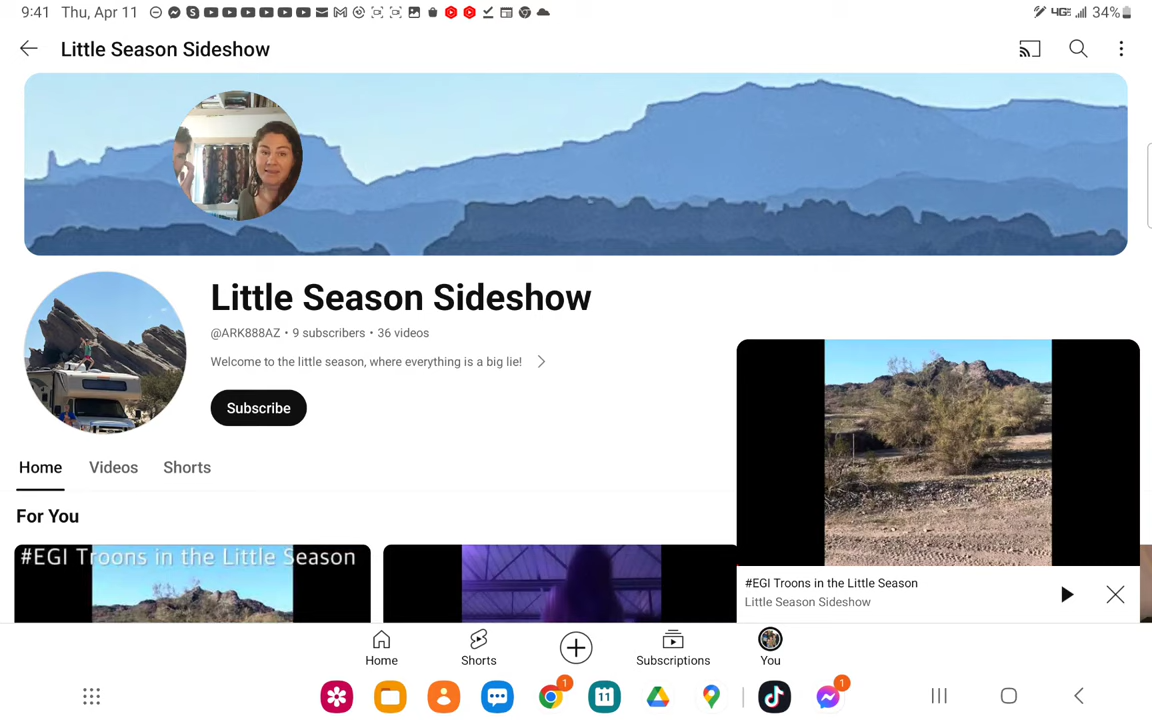 9:41 Thu, Apr 11
4G 34%
Little Season Sideshow
Little Season Sideshow
@ARK888AZ • 9 subscribers • 36 videos
Welcome to the little season, where everything is a big lie!
Subscribe
Home Videos Shorts
For You
#EGI Troons in the Little Season
#EGI Troons in the Little Season
Little Season Sideshow
Home Shorts Subscriptions You
1 11 1